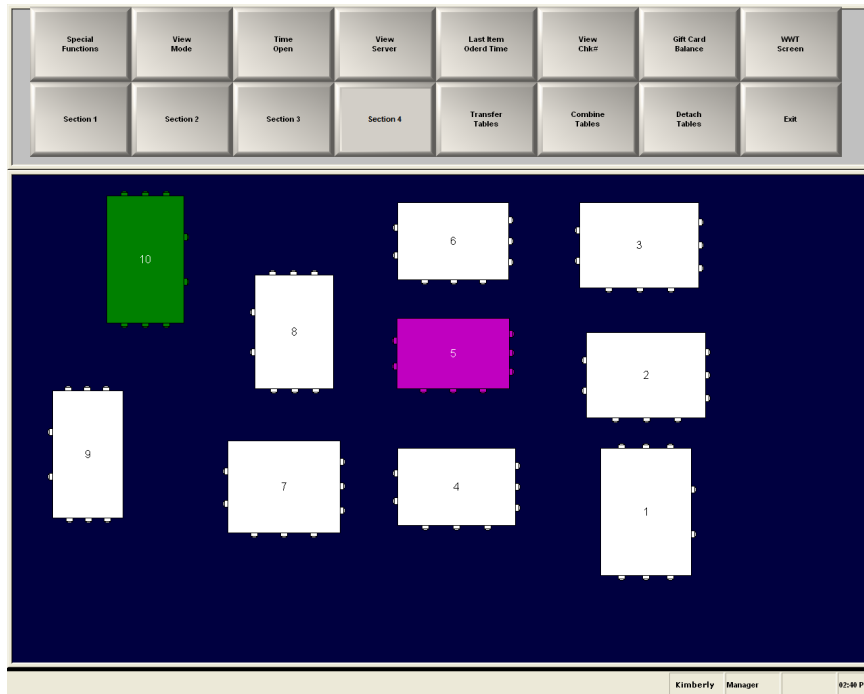 Special
Functions
View
Mode
Time
Open
View
Server
Last Item
Oderd Time
View
Chk#
Gift Card
Balance
WWT
Screen
Section 1
Section 2
Section 3
Section 4
Transfer
Tables
Combine
Tables
Detach
Tables
Exit
10
6
3
8
5
2
9
7
4
1
Kimberly
Manager
02:40 P